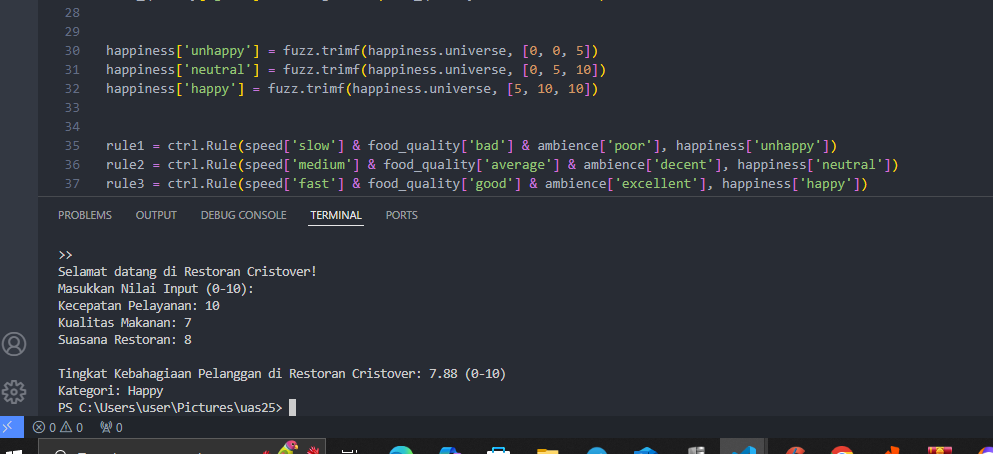 28
29
30 happiness['unhappy'] = fuzz.trimf(happiness.universe, [0, 0, 5])
31 happiness['neutral'] = fuzz.trimf(happiness.universe, [0, 5, 10])
32 happiness['happy'] = fuzz.trimf(happiness.universe, [5, 10, 10])
33
34
35 rule1 = ctrl.Rule(speed['slow'] & food_quality['bad'] & ambience['poor'], happiness['unhappy'])
36 rule2 = ctrl.Rule(speed['medium'] & food_quality['average'] & ambience['decent'], happiness['neutral'])
37 rule3 = ctrl.Rule(speed['fast'] & food_quality['good'] & ambience['excellent'], happiness['happy'])
PROBLEMS OUTPUT DEBUG CONSOLE TERMINAL PORTS
>>
Selamat datang di Restoran Cristover!
Masukkan Nilai Input (0-10):
Kecepatan Pelayanan: 10
Kualitas Makanan: 7
Suasana Restoran: 8
Tingkat Kebahagiaan Pelanggan di Restoran Cristover: 7.88 (0-10)
Kategori: Happy
PS C:\Users\user\Pictures\uas25>
0 0 0